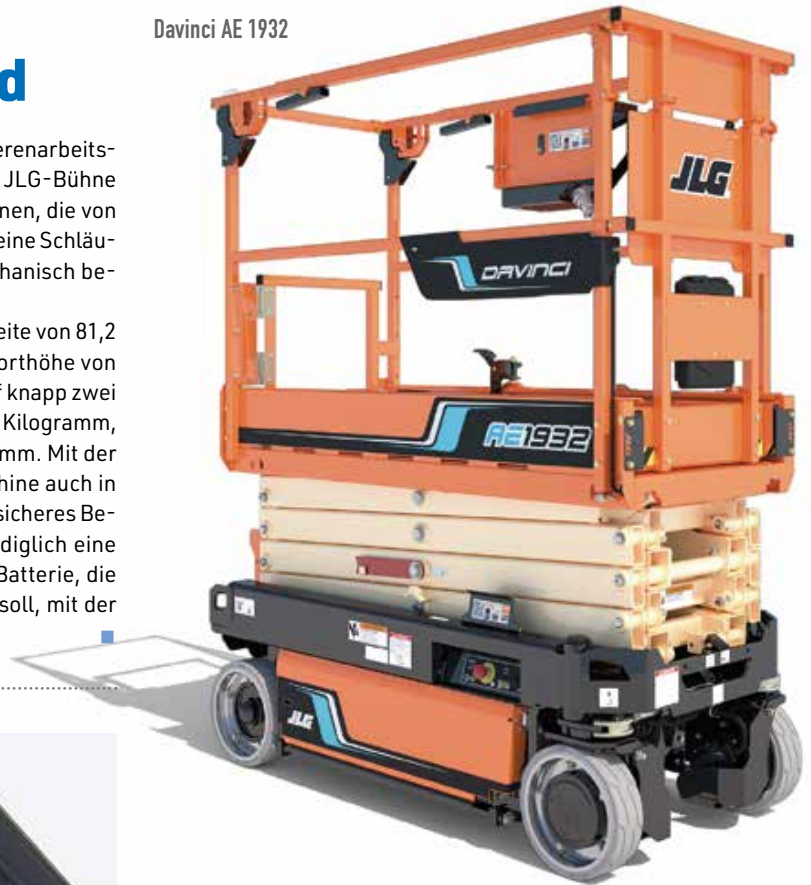 Davinci AE 1932
d
erenarbeits-
JLG-Bühne
nen, die von
eine Schläu-
chanisch be-
eite von 81,2
orthöhe von
f knapp zwei
Kilogramm,
mm. Mit der
hine auch in
sicheres Be-
diglich eine
Batterie, die
soll, mit der
JLG
DAVINCI
AE1932
JLG